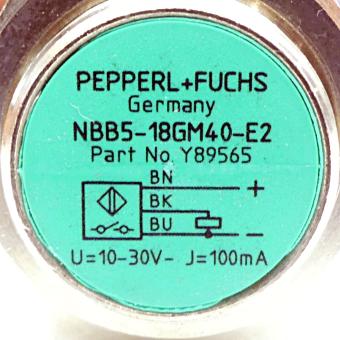 PEPPERL+FUCHS
Germany
NBB5-18GM40-E2
Part No. Y89565
BN
+
BK
BU
−
U=10-30V- J=100mA